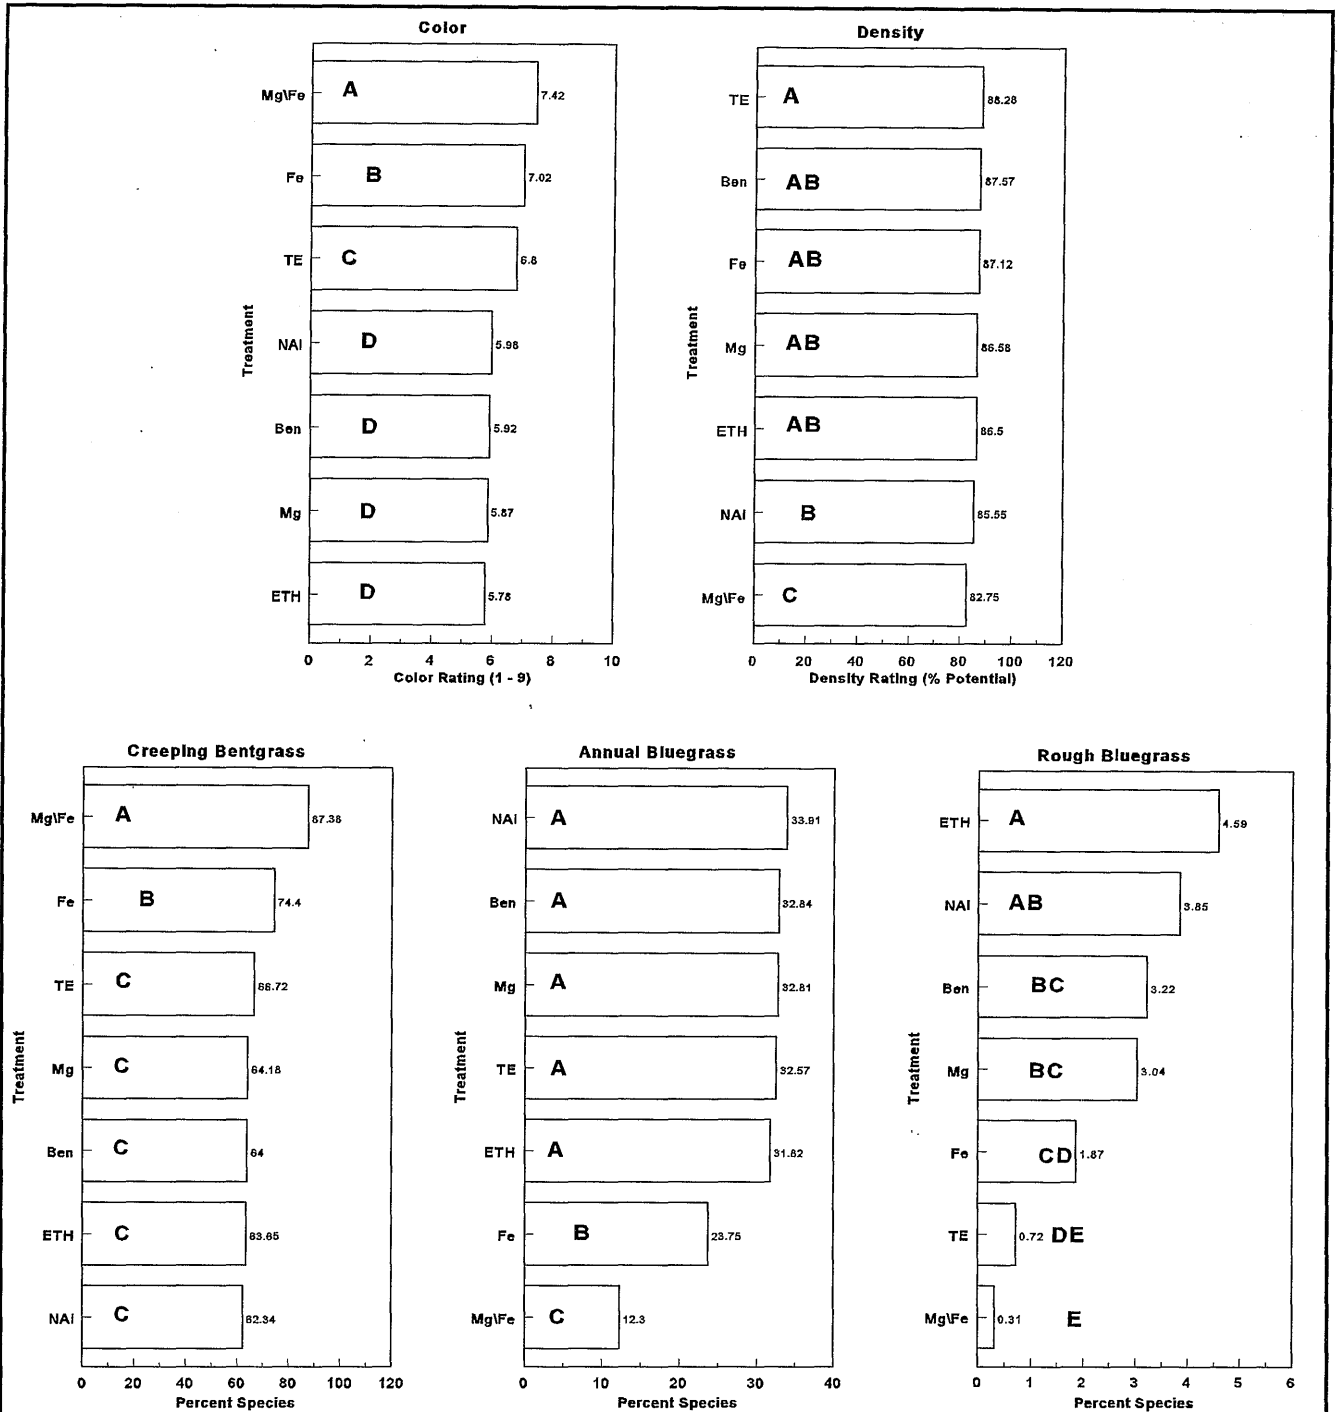 Color
Mg\Fe A 7.42
Fe B 7.02
TE C 6.8
NAI D 5.98
Ben D 5.92
Mg D 5.87
ETH D 5.78
Treatment
0 2 4 6 8 10
Color Rating (1 - 9)
Density
TE A 88.28
Ben AB 87.57
Fe AB 87.12
Mg AB 86.58
ETH AB 86.5
NAI B 85.55
Mg\Fe C 82.75
Treatment
0 20 40 60 80 100 120
Density Rating (% Potential)
Creeping Bentgrass
Mg\Fe A 87.38
Fe B 74.4
TE C 66.72
Mg C 64.18
Ben C 64
ETH C 63.65
NAI C 62.34
Treatment
0 20 40 60 80 100 120
Percent Species
Annual Bluegrass
NAI A 33.91
Ben A 32.84
Mg A 32.81
TE A 32.57
ETH A 31.82
Fe B 23.75
Mg\Fe C 12.3
Treatment
0 10 20 30 40
Percent Species
Rough Bluegrass
ETH A 4.59
NAI AB 3.85
Ben BC 3.22
Mg BC 3.04
Fe CD 1.87
TE 0.72 DE
Mg\Fe 0.31 E
Treatment
0 1 2 3 4 5 6
Percent Species